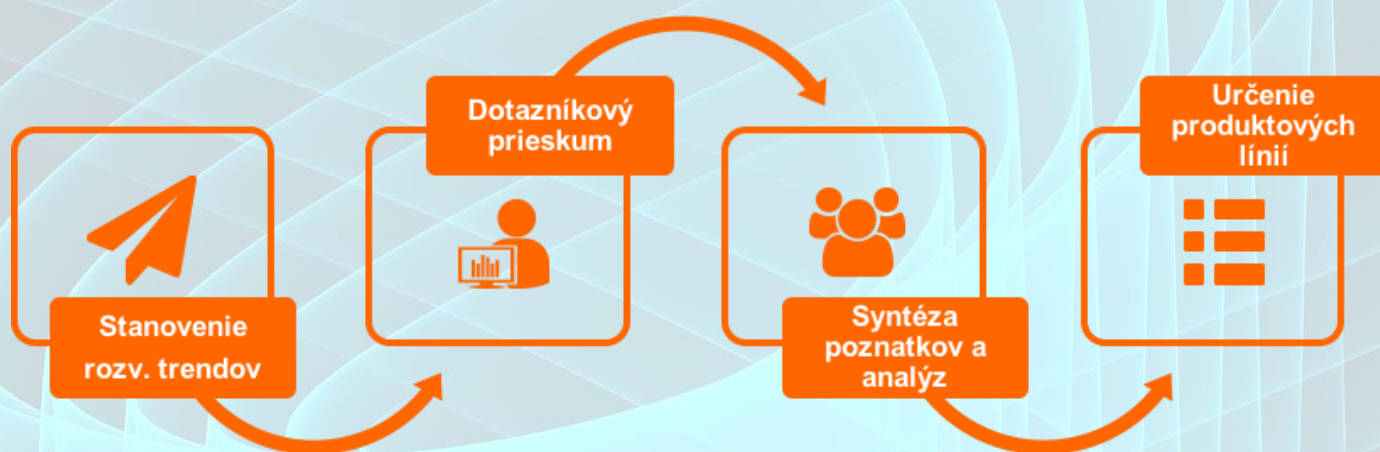 Stanovenie
rozv. trendov
Dotazníkový
prieskum
Syntéza
poznatkov a
analýz
Určenie
produktových
línií